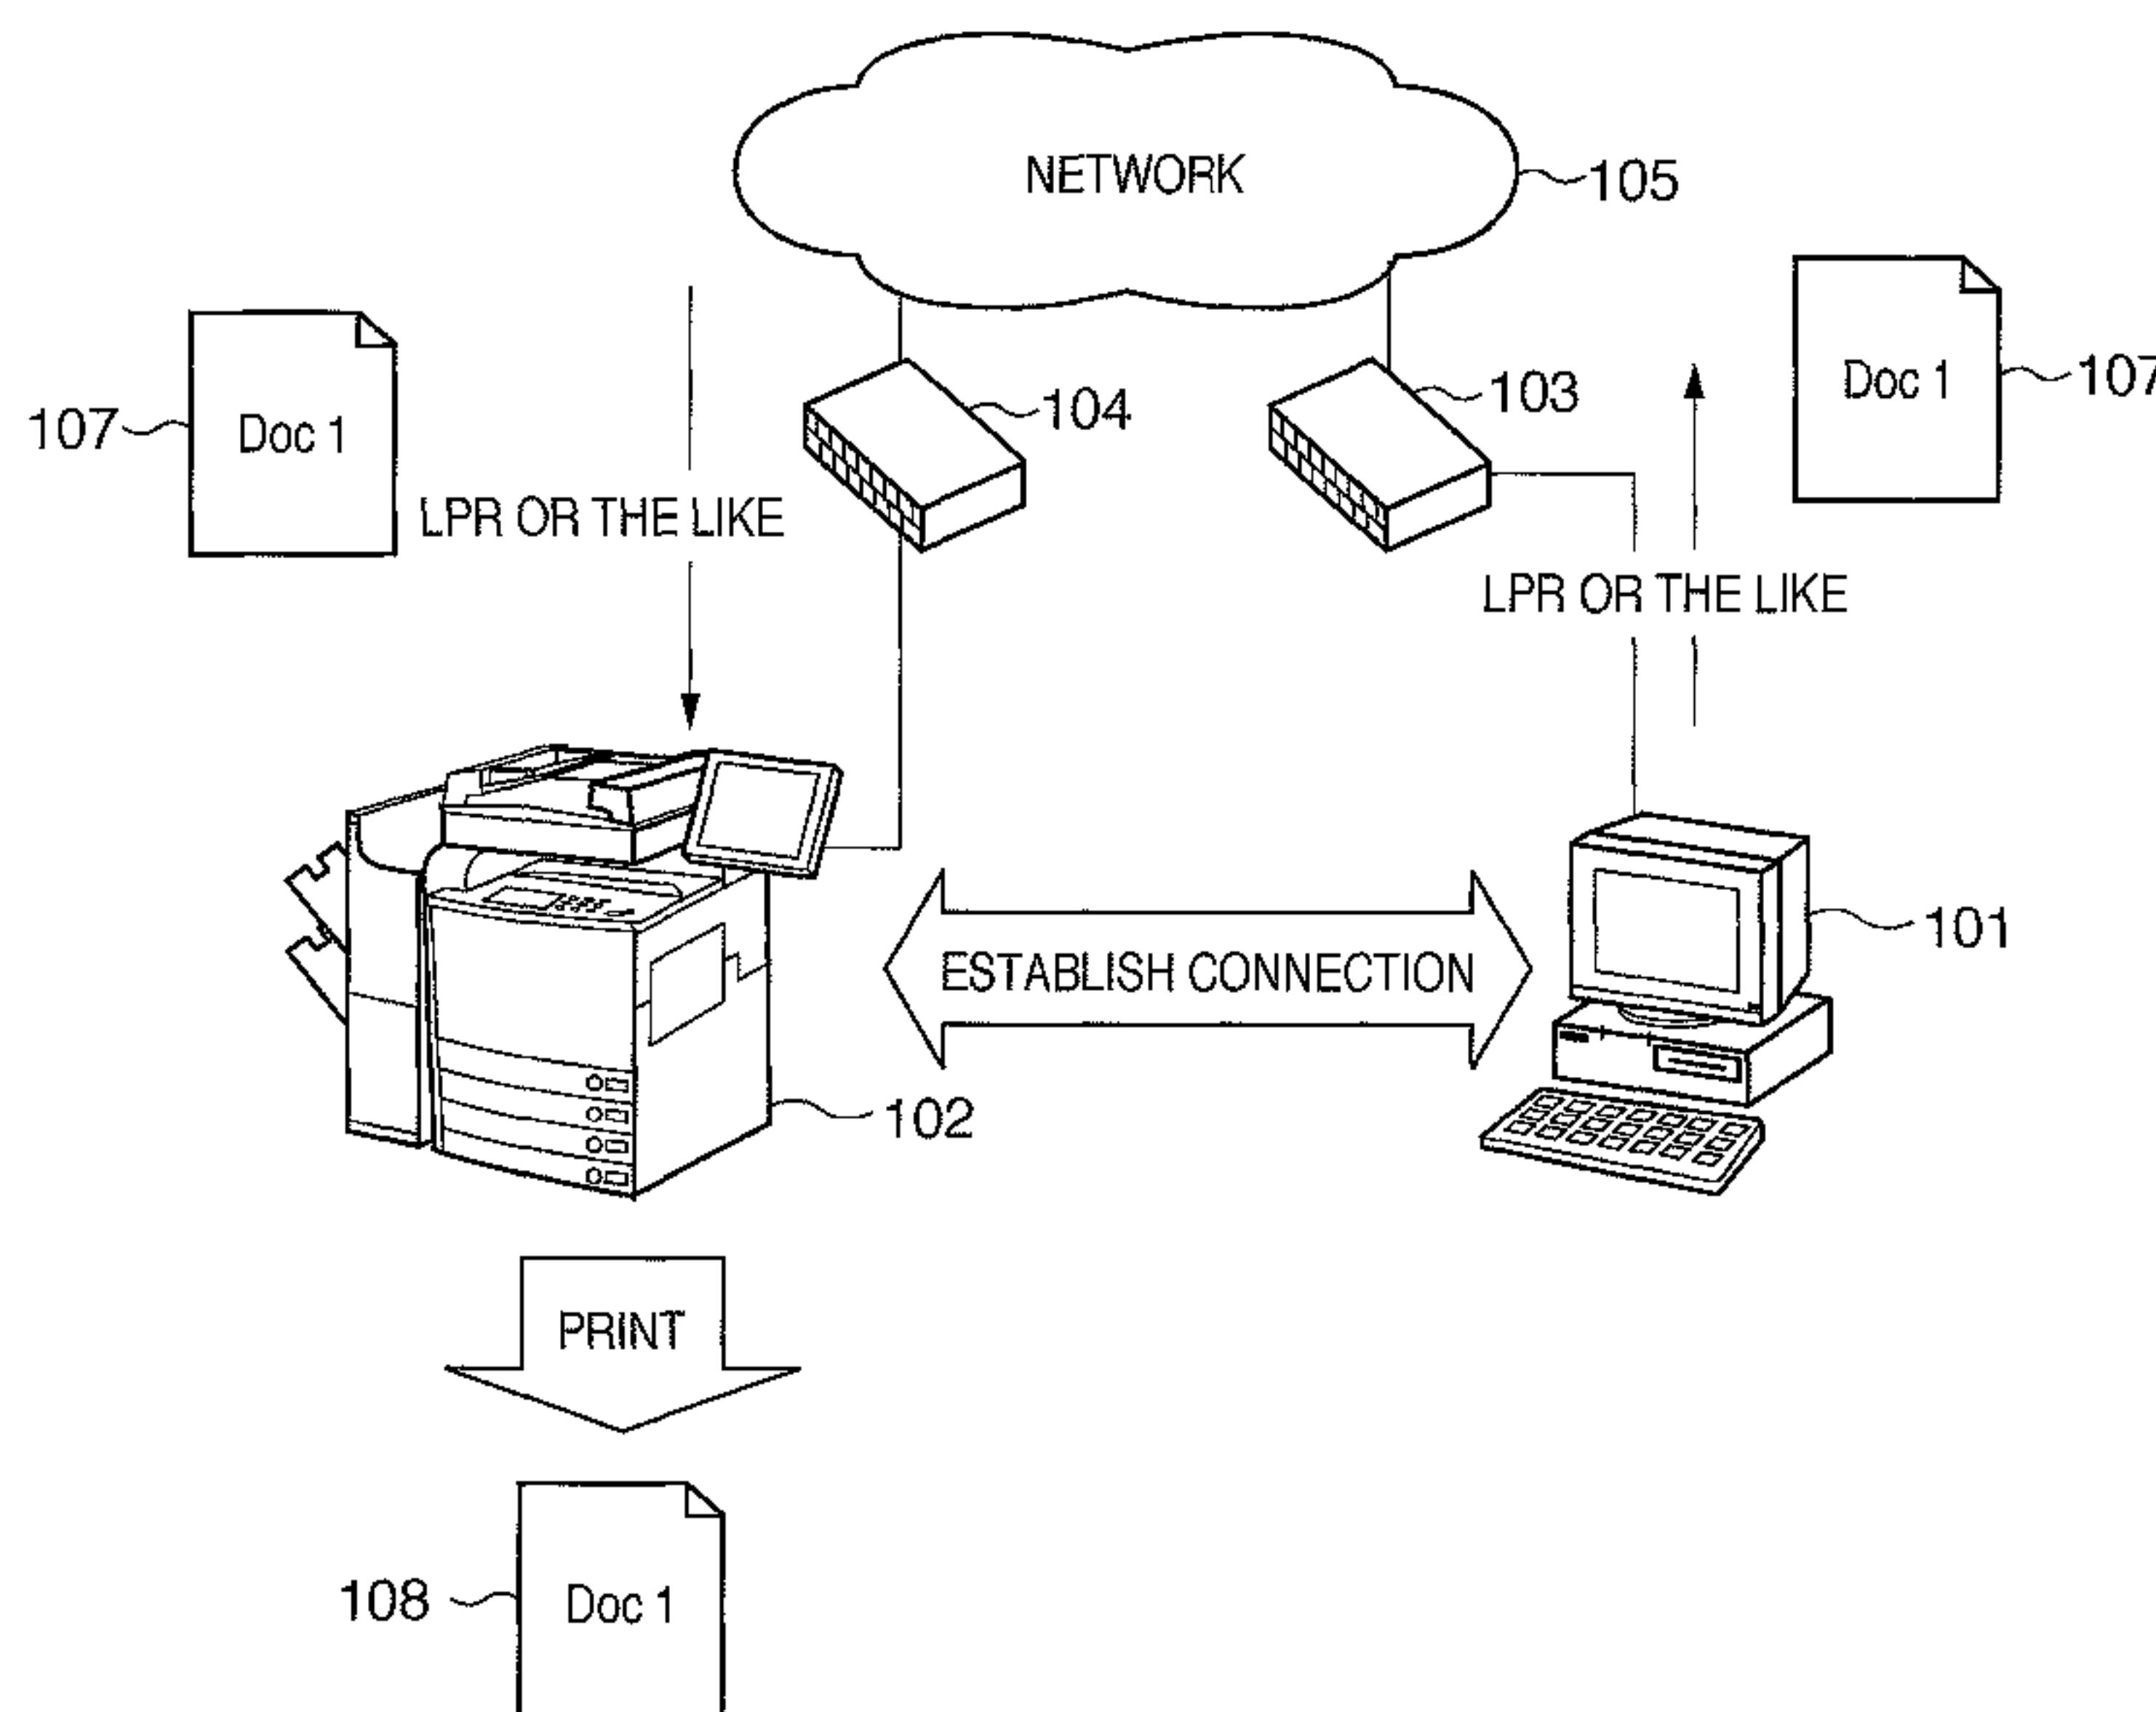 NETWORK
105
107
Doc 1
104
103
Doc 1
107
LPR OR THE LIKE
LPR OR THE LIKE
ESTABLISH CONNECTION
101
102
PRINT
108
Doc 1